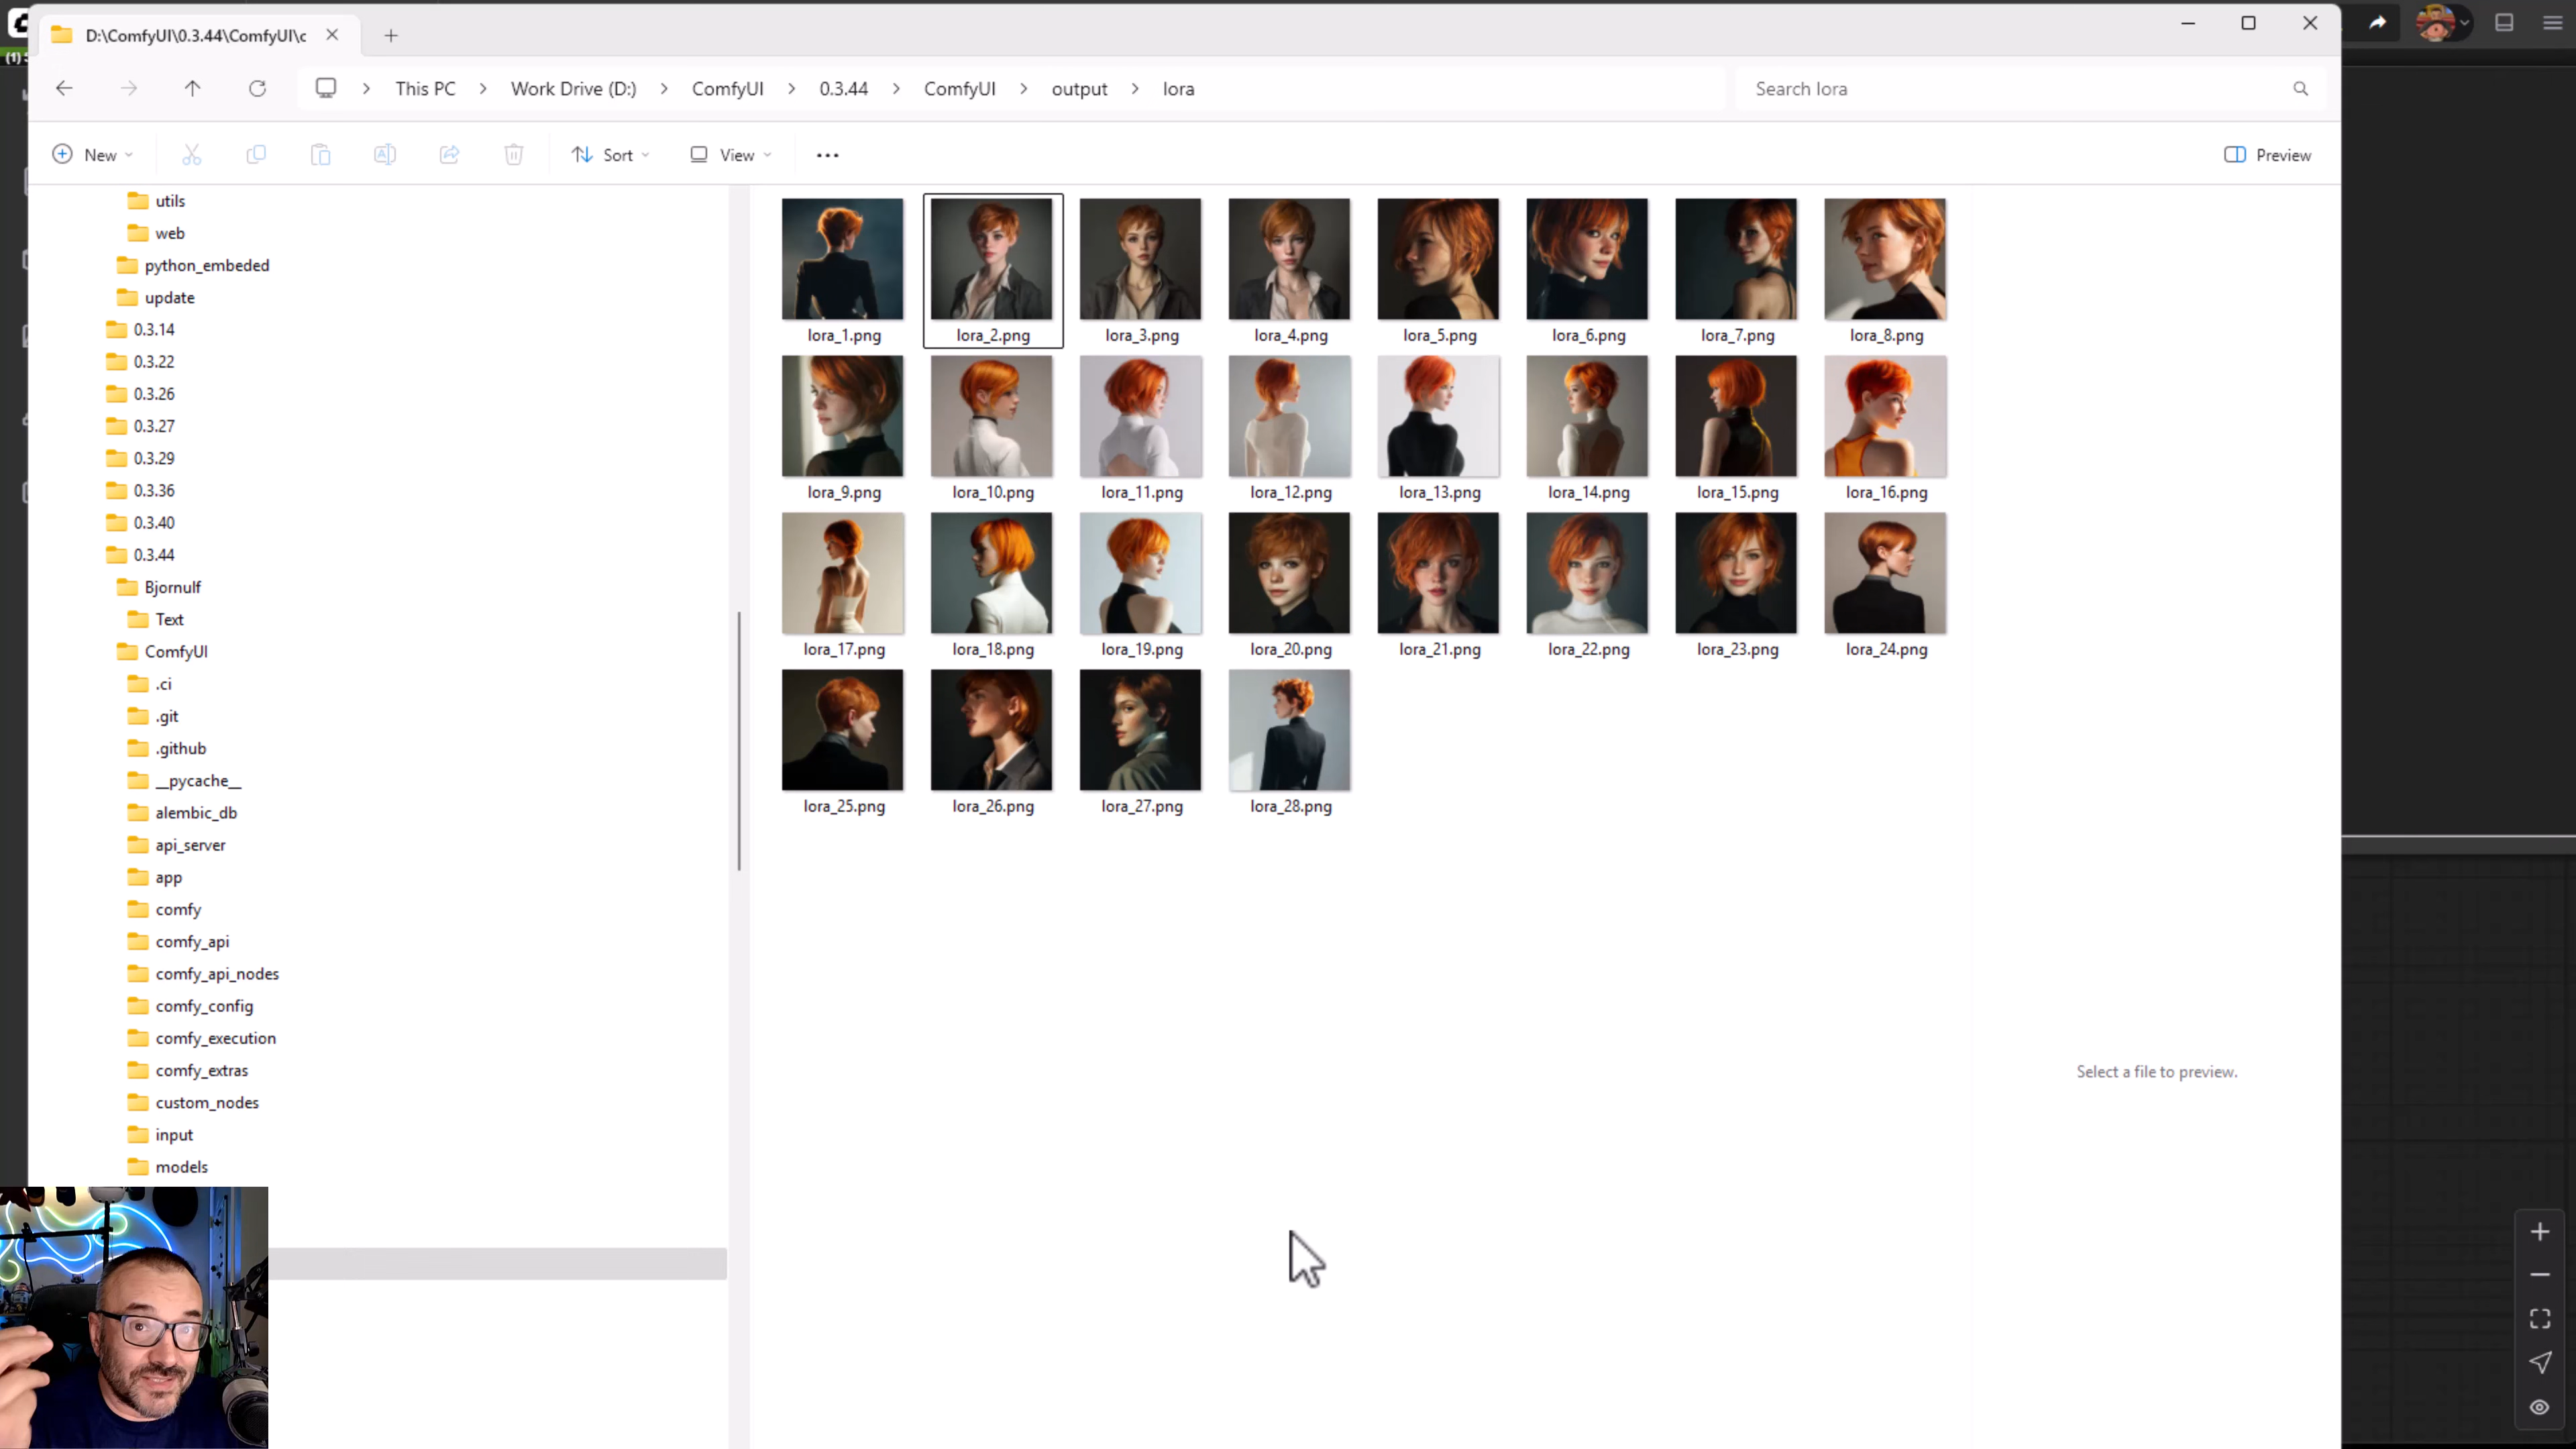 D:\ComfyUI\0.3.44\ComfyUI\c
(1)
This PC
Work Drive (D:)
ComfyUI
0.3.44
ComfyUI
output
lora
Search lora
New
Sort
View
Preview
utils
web
python_embeded
update
0.3.14
0.3.22
0.3.26
0.3.27
0.3.29
0.3.36
0.3.40
0.3.44
Bjornulf
Text
ComfyUI
.ci
.git
.github
__pycache__
alembic_db
api_server
app
comfy
comfy_api
comfy_api_nodes
comfy_config
comfy_execution
comfy_extras
custom_nodes
input
models
lora_1.png
lora_2.png
lora_3.png
lora_4.png
lora_5.png
lora_6.png
lora_7.png
lora_8.png
lora_9.png
lora_10.png
lora_11.png
lora_12.png
lora_13.png
lora_14.png
lora_15.png
lora_16.png
lora_17.png
lora_18.png
lora_19.png
lora_20.png
lora_21.png
lora_22.png
lora_23.png
lora_24.png
lora_25.png
lora_26.png
lora_27.png
lora_28.png
Select a file to preview.